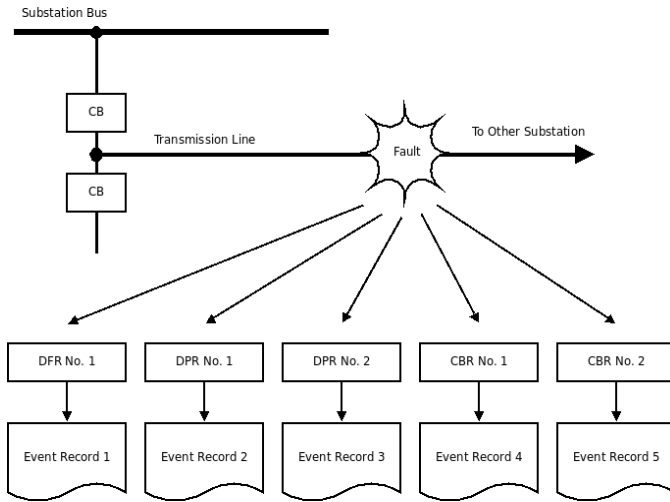 Substation Bus
CB
Transmission Line
Fault
To Other Substation
CB
DFR No. 1
DPR No. 1
DPR No. 2
CBR No. 1
CBR No. 2
Event Record 1
Event Record 2
Event Record 3
Event Record 4
Event Record 5